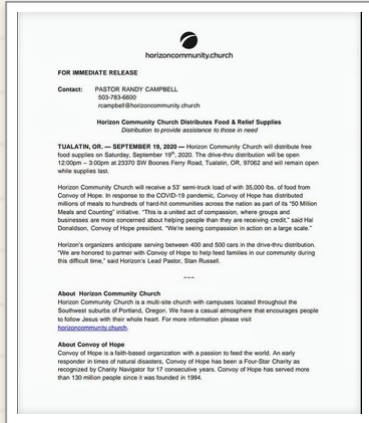 horizoncommunity.church
FOR IMMEDIATE RELEASE
Contact: PASTOR RANDY CAMPBELL
503-783-6600
rcampbell@horizoncommunity.church
Horizon Community Church Distributes Food & Relief Supplies
Distribution to provide assistance to those in need
TUALATIN, OR. — SEPTEMBER 19, 2020 — Horizon Community Church will distribute free
food supplies on Saturday, September 19th, 2020. The drive-thru distribution will be open
12:00pm – 3:00pm at 23370 SW Boones Ferry Road, Tualatin, OR, 97062 and will remain open
while supplies last.
Horizon Community Church will receive a 53' semi-truck load of with 35,000 lbs. of food from
Convoy of Hope. In response to the COVID-19 pandemic, Convoy of Hope has distributed
millions of meals to hundreds of hard-hit communities across the nation as part of its "50 Million
Meals and Counting" initiative. "This is a united act of compassion, where groups and
businesses are more concerned about helping people than they are receiving credit," said Hal
Donaldson, Convoy of Hope president. "We're seeing compassion in action on a large scale."
Horizon's organizers anticipate serving between 400 and 500 cars in the drive-thru distribution.
"We are honored to partner with Convoy of Hope to help feed families in our community during
this difficult time," said Horizon's Lead Pastor, Stan Russell.
~~~
About Horizon Community Church
Horizon Community Church is a multi-site church with campuses located throughout the
Southwest suburbs of Portland, Oregon. We have a casual atmosphere that encourages people
to follow Jesus with their whole heart. For more information please visit
horizoncommunity.church.
About Convoy of Hope
Convoy of Hope is a faith-based organization with a passion to feed the world. An early
responder in times of natural disasters, Convoy of Hope has been a Four-Star Charity as
recognized by Charity Navigator for 17 consecutive years. Convoy of Hope has served more
than 130 million people since it was founded in 1994.